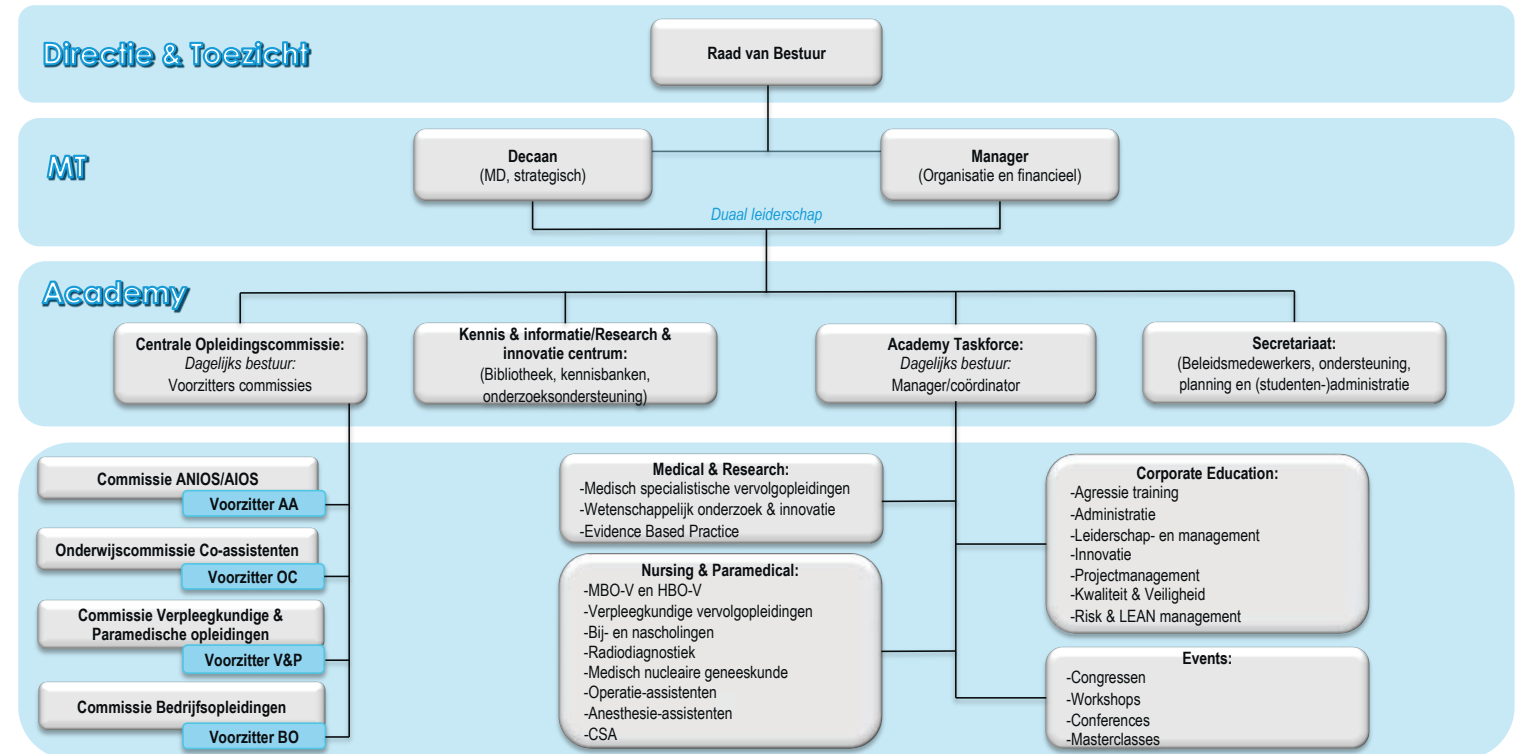 Directie & Toezicht
Raad van Bestuur
MT
Decaan
(MD, strategisch)
Manager
(Organisatie en financieel)
Duaal leiderschap
Academy
Centrale Opleidingscommissie:
Dagelijks bestuur:
Voorzitters commissies
Kennis & informatie/Research &
innovatie centrum:
(Bibliotheek, kennisbanken,
onderzoeksondersteuning)
Academy Taskforce:
Dagelijks bestuur:
Manager/coördinator
Secretariaat:
(Beleidsmedewerkers, ondersteuning,
planning en (studenten-)administratie
Commissie ANIOS/AIOS
Voorzitter AA
Onderwijscommissie Co-assistenten
Voorzitter OC
Commissie Verpleegkundige &
Paramedische opleidingen
Voorzitter V&P
Commissie Bedrijfsopleidingen
Voorzitter BO
Medical & Research:
-Medisch specialistische vervolgopleidingen
-Wetenschappelijk onderzoek & innovatie
-Evidence Based Practice
Nursing & Paramedical:
-MBO-V en HBO-V
-Verpleegkundige vervolgopleidingen
-Bij- en nascholingen
-Radiodiagnostiek
-Medisch nucleaire geneeskunde
-Operatie-assistenten
-Anesthesie-assistenten
-CSA
Corporate Education:
-Agressie training
-Administratie
-Leiderschap- en management
-Innovatie
-Projectmanagement
-Kwaliteit & Veiligheid
-Risk & LEAN management
Events:
-Congressen
-Workshops
-Conferences
-Masterclasses